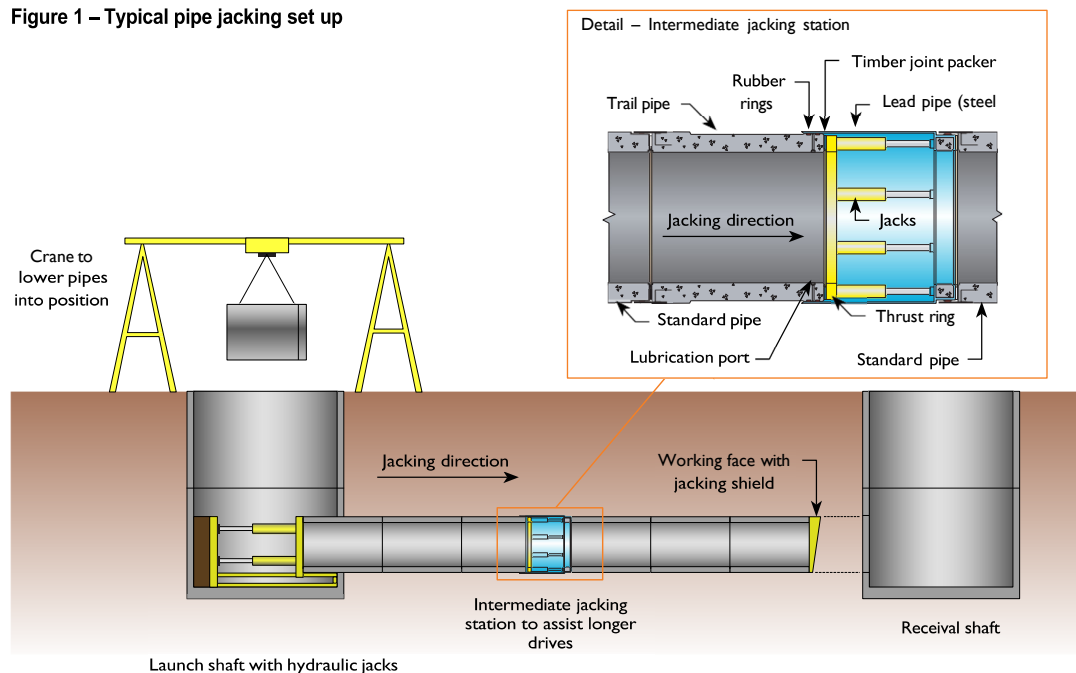 Figure 1 – Typical pipe jacking set up
Detail – Intermediate jacking station
Timber joint packer
Rubber
rings
Lead pipe (steel
Trail pipe
Jacking direction
Jacks
Standard pipe
Thrust ring
Lubrication port
Standard pipe
Crane to
lower pipes
into position
Jacking direction
Working face with
jacking shield
Intermediate jacking
station to assist longer
drives
Receival shaft
Launch shaft with hydraulic jacks